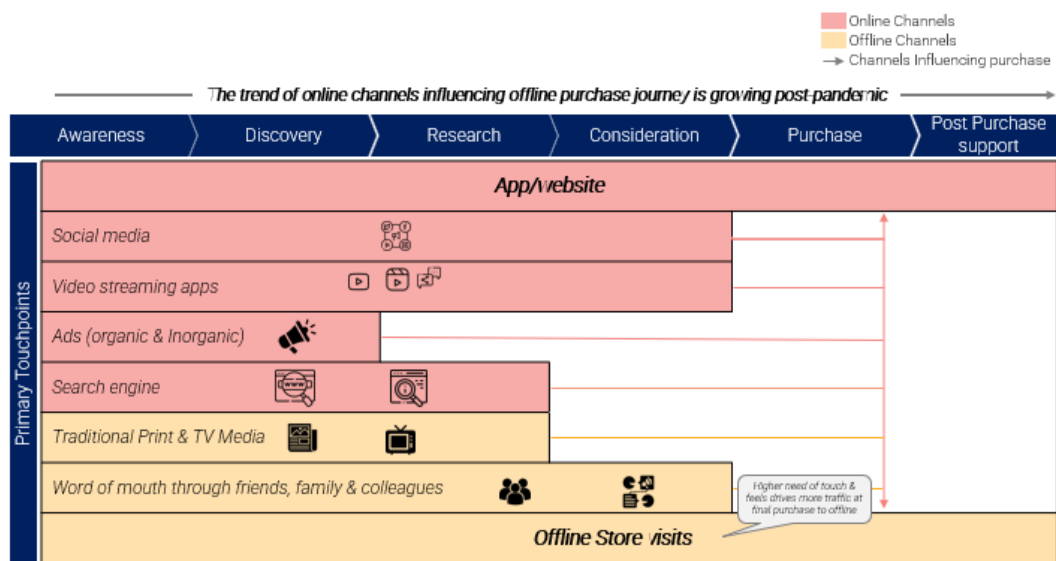 Online Channels
Offline Channels
Channels Influencing purchase
The trend of online channels influencing offline purchase journey is growing post-pandemic
Awareness
Discovery
Research
Consideration
Purchase
Post Purchase
support
Primary Touchpoints
App/website
Social media
Video streaming apps
Ads (organic & Inorganic)
Search engine
www
Traditional Print & TV Media
Word of mouth through friends, family & colleagues
Higher need of touch &
feels drives more traffic at
final purchase to offline
Offline Store visits